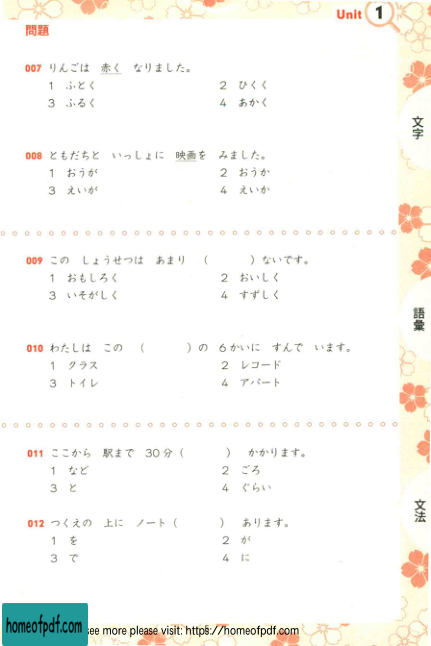 Unit 1
問題
007 りんごは 赤く なりました。
1 ふとく 2 ひくく
3 ふるく 4 あかく
008 ともだちと いっしょに 映画を みました。
1 おうが 2 おうか
3 えいが 4 えいか
文字
009 この しょうせつは あまり ( )ないです。
1 おもしろく 2 おいしく
3 いそがしく 4 すずしく
010 わたしは この ( )の 6かいに すんで います。
1 クラス 2 レコード
3 トイレ 4 アパート
語彙
011 ここから 駅まで 30分( ) かかります。
1 など 2 ごろ
3 と 4 ぐらい
012 つくえの 上に ノート( ) あります。
1 を 2 が
3 で 4 に
文法
homeofpdf.com
see more please visit: https://homeofpdf.com